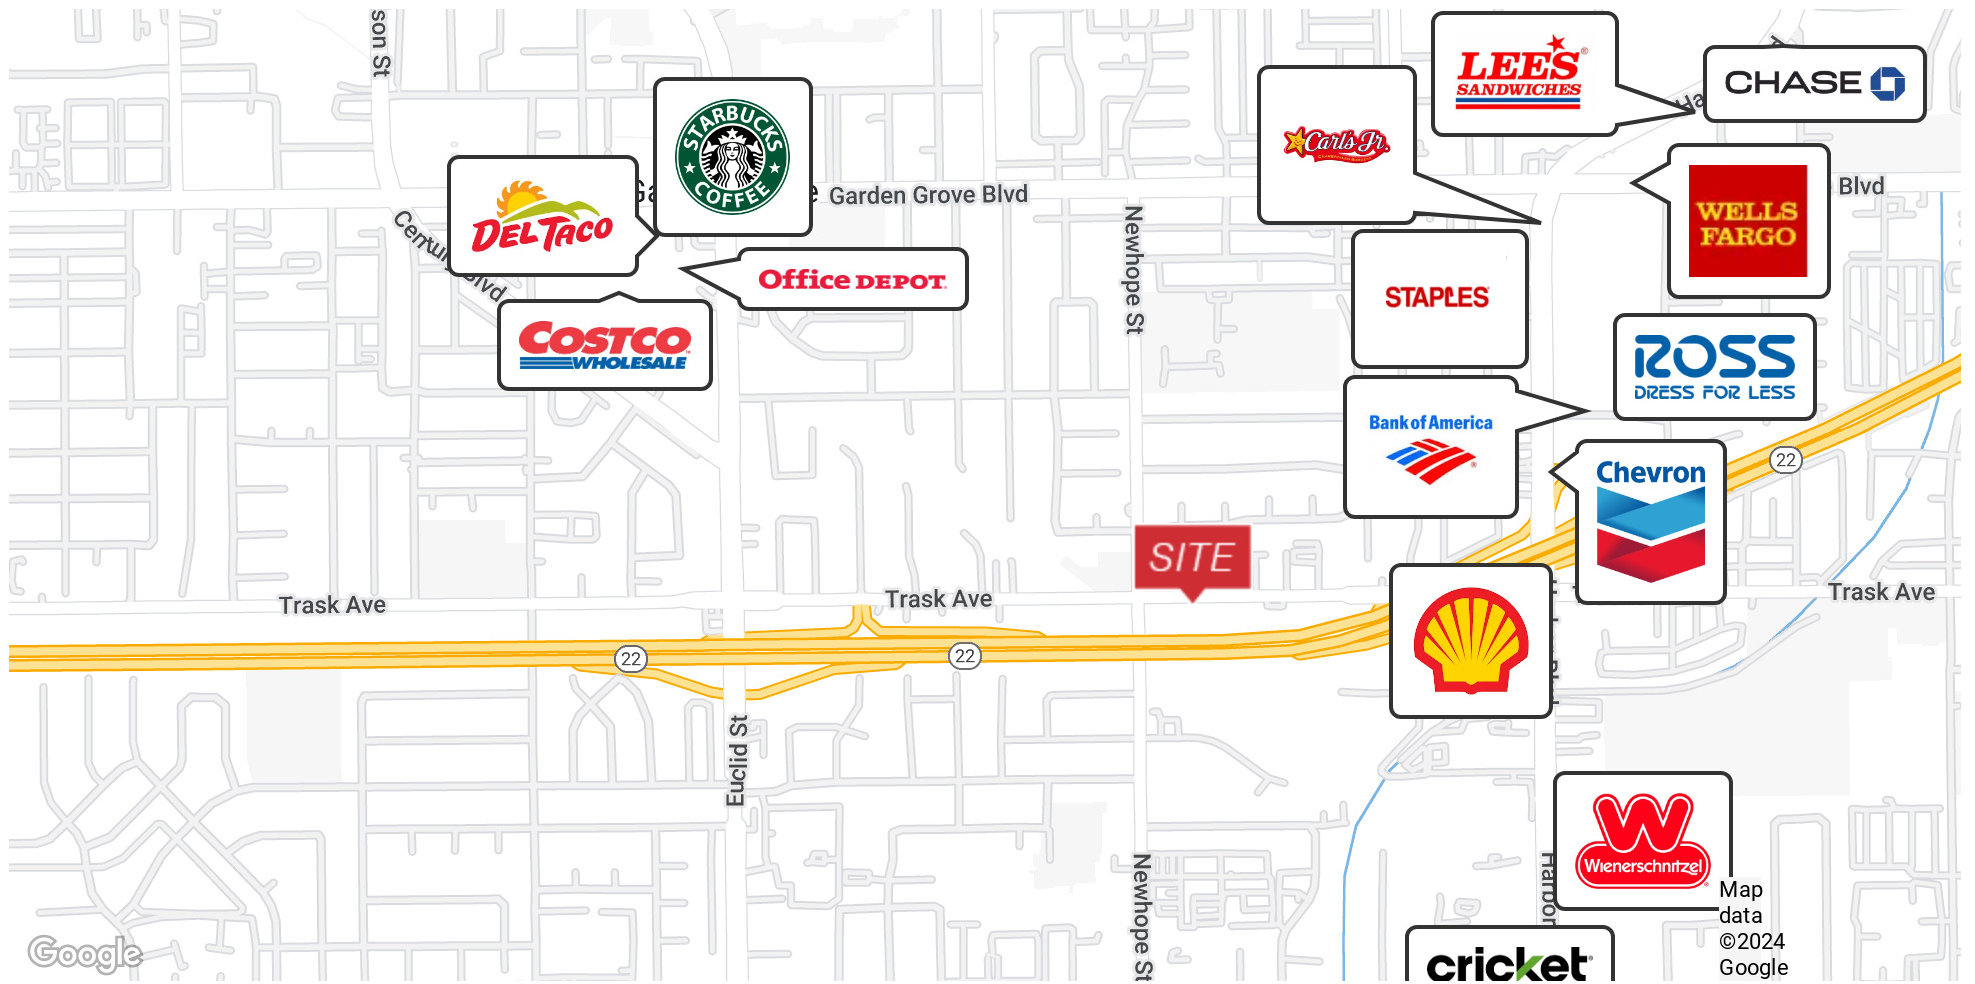 son St
LEE'S
SANDWICHES
CHASE
Ha
STARBUCKS
COFFEE
Carl's Jr.
DEL TACO
Ga
e
Garden Grove Blvd
Blvd
WELLS
FARGO
Century Blvd
Newhope St
Office DEPOT
STAPLES
COSTCO
WHOLESALE
ROSS
DRESS FOR LESS
Bank of America
Chevron
22
SITE
Trask Ave
Trask Ave
Trask Ave
22
22
Euclid St
Wienerschnitzel
Harbor
Newhope St
Map
data
©2024
Google
Google
cricket